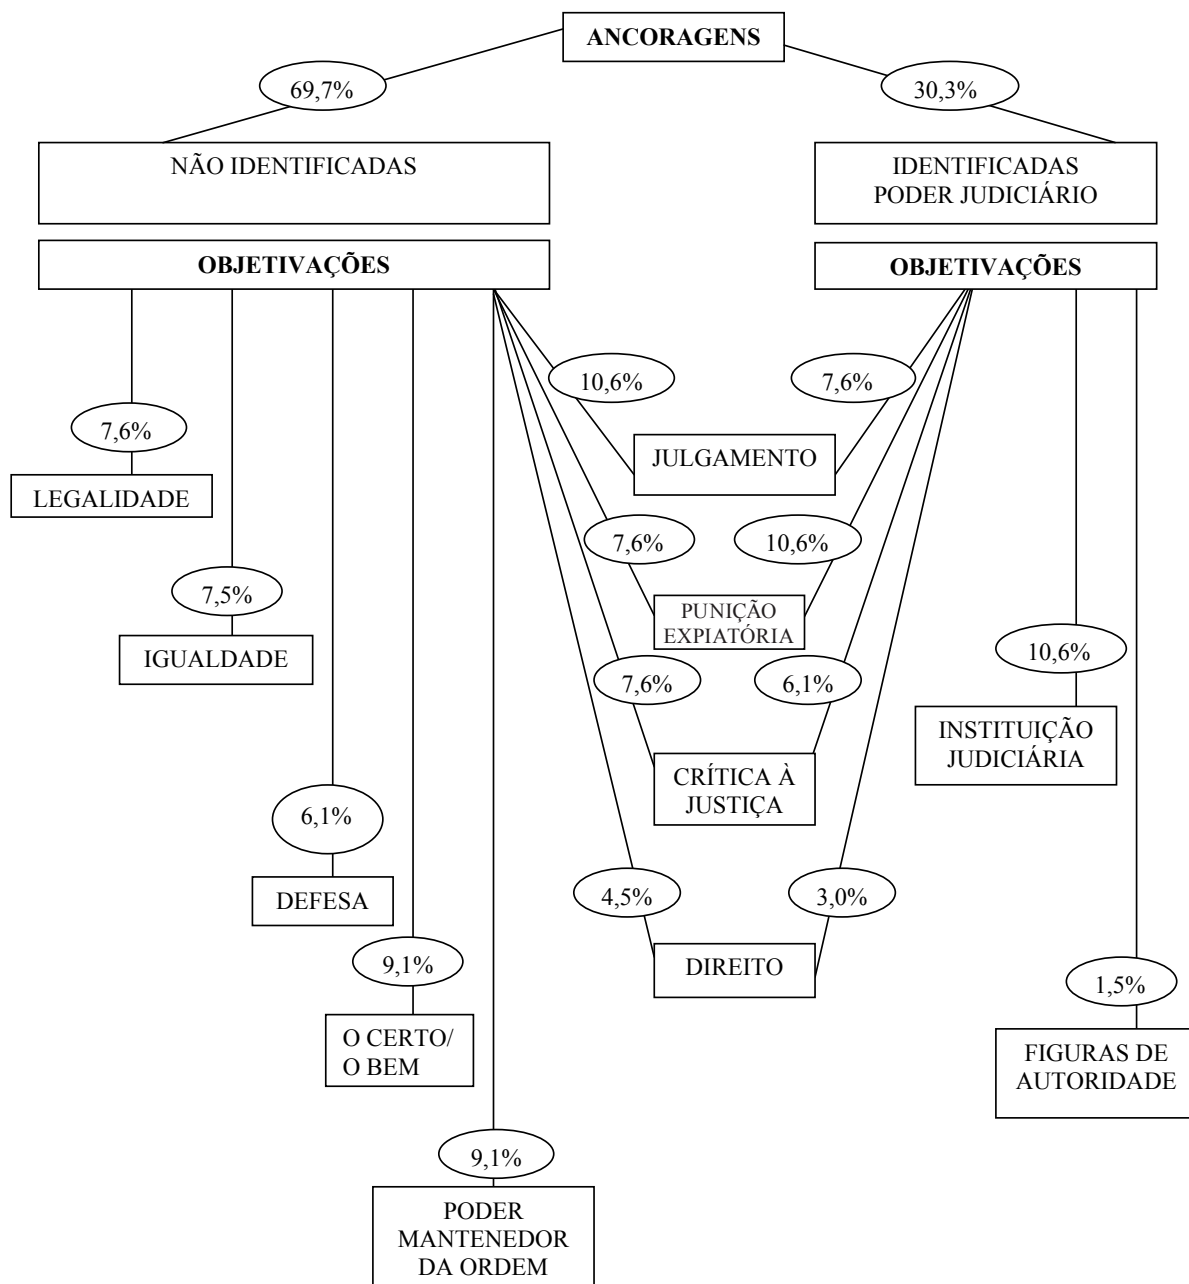 ANCORAGENS
69,7%
30,3%
NÃO IDENTIFICADAS
IDENTIFICADAS
PODER JUDICIÁRIO
OBJETIVAÇÕES
OBJETIVAÇÕES
10,6%
7,6%
7,6%
JULGAMENTO
LEGALIDADE
7,6%
10,6%
7,5%
PUNIÇÃO
EXPIATÓRIA
IGUALDADE
10,6%
7,6%
6,1%
INSTITUIÇÃO
JUDICIÁRIA
CRÍTICA À
JUSTIÇA
6,1%
DEFESA
4,5%
3,0%
9,1%
DIREITO
1,5%
O CERTO/
O BEM
FIGURAS DE
AUTORIDADE
9,1%
PODER
MANTENEDOR
DA ORDEM